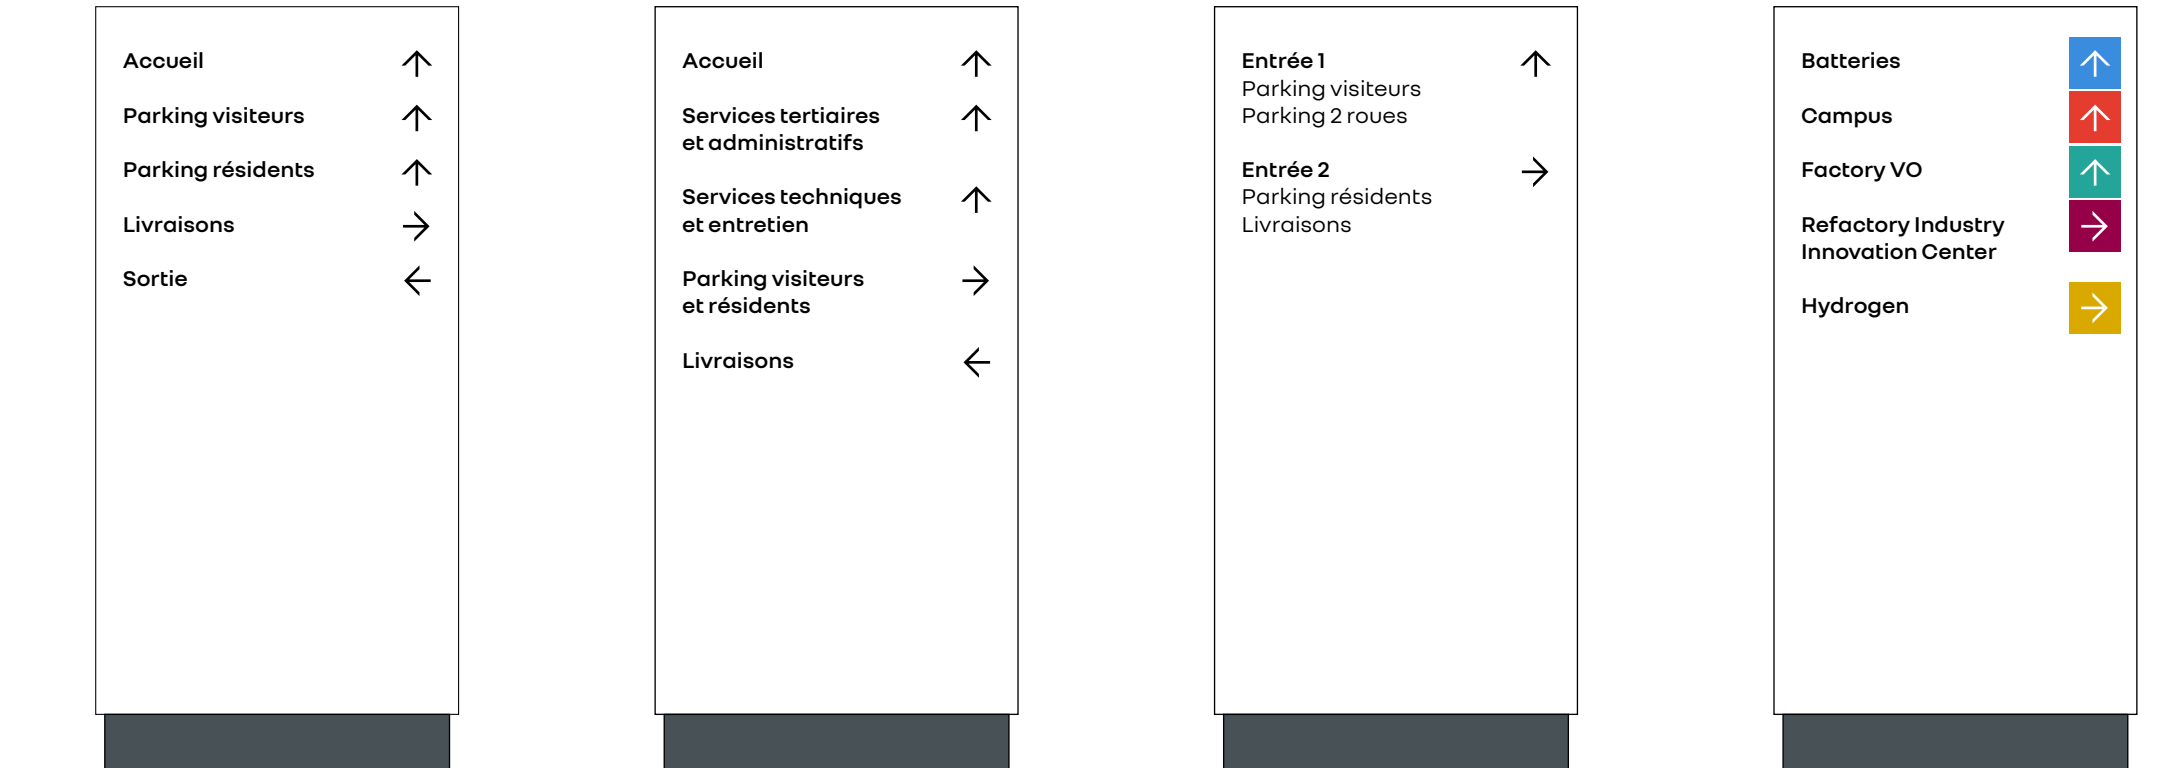 Accueil
Parking visiteurs
Parking résidents
Livraisons
Sortie
Accueil
Services tertiaires
et administratifs
Services techniques
et entretien
Parking visiteurs
et résidents
Livraisons
Entrée 1
Parking visiteurs
Parking 2 roues
Entrée 2
Parking résidents
Livraisons
Batteries
Campus
Factory VO
Refactory Industry
Innovation Center
Hydrogen